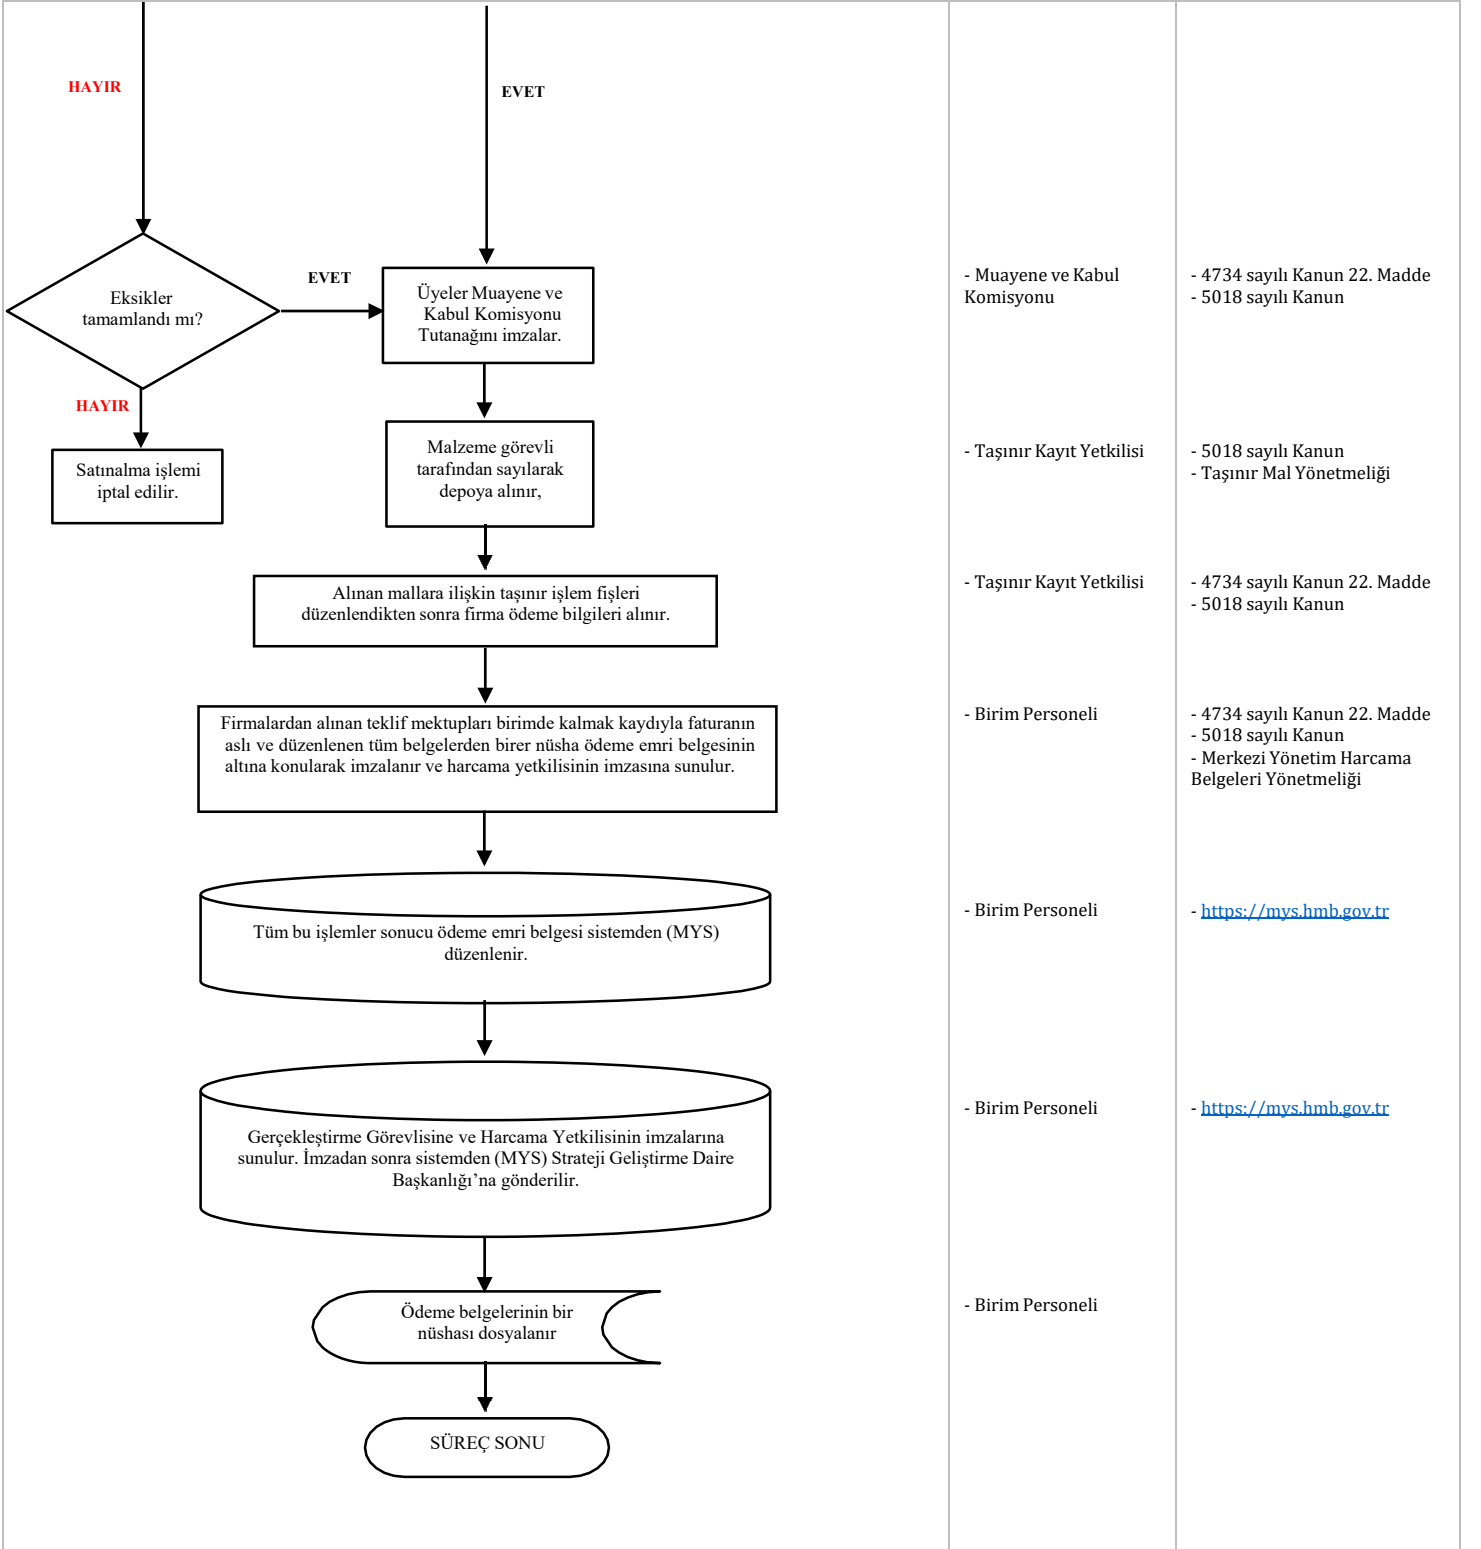 HAYIR
EVET
Eksikler
tamamlandı mı?
EVET
Üyeler Muayene ve
Kabul Komisyonu
Tutanağını imzalar.
- Muayene ve Kabul
Komisyonu
- 4734 sayılı Kanun 22. Madde
- 5018 sayılı Kanun
HAYIR
Satınalma işlemi
iptal edilir.
Malzeme görevli
tarafından sayılarak
depoya alınır,
- Taşınır Kayıt Yetkilisi
- 5018 sayılı Kanun
- Taşınır Mal Yönetmeliği
Alınan mallara ilişkin taşınır işlem fişleri
düzenlendikten sonra firma ödeme bilgileri alınır.
- Taşınır Kayıt Yetkilisi
- 4734 sayılı Kanun 22. Madde
- 5018 sayılı Kanun
Firmalardan alınan teklif mektupları birimde kalmak kaydıyla faturanın
aslı ve düzenlenen tüm belgelerden birer nüsha ödeme emri belgesinin
altına konularak imzalanır ve harcama yetkilisinin imzasına sunulur.
- Birim Personeli
- 4734 sayılı Kanun 22. Madde
- 5018 sayılı Kanun
- Merkezi Yönetim Harcama
Belgeleri Yönetmeliği
Tüm bu işlemler sonucu ödeme emri belgesi sistemden (MYS)
düzenlenir.
- Birim Personeli
- https://mys.hmb.gov.tr
Gerçekleştirme Görevlisine ve Harcama Yetkilisinin imzalarına
sunulur. İmzadan sonra sistemden (MYS) Strateji Geliştirme Daire
Başkanlığı’na gönderilir.
- Birim Personeli
- https://mys.hmb.gov.tr
Ödeme belgelerinin bir
nüshası dosyalanır
- Birim Personeli
SÜREÇ SONU